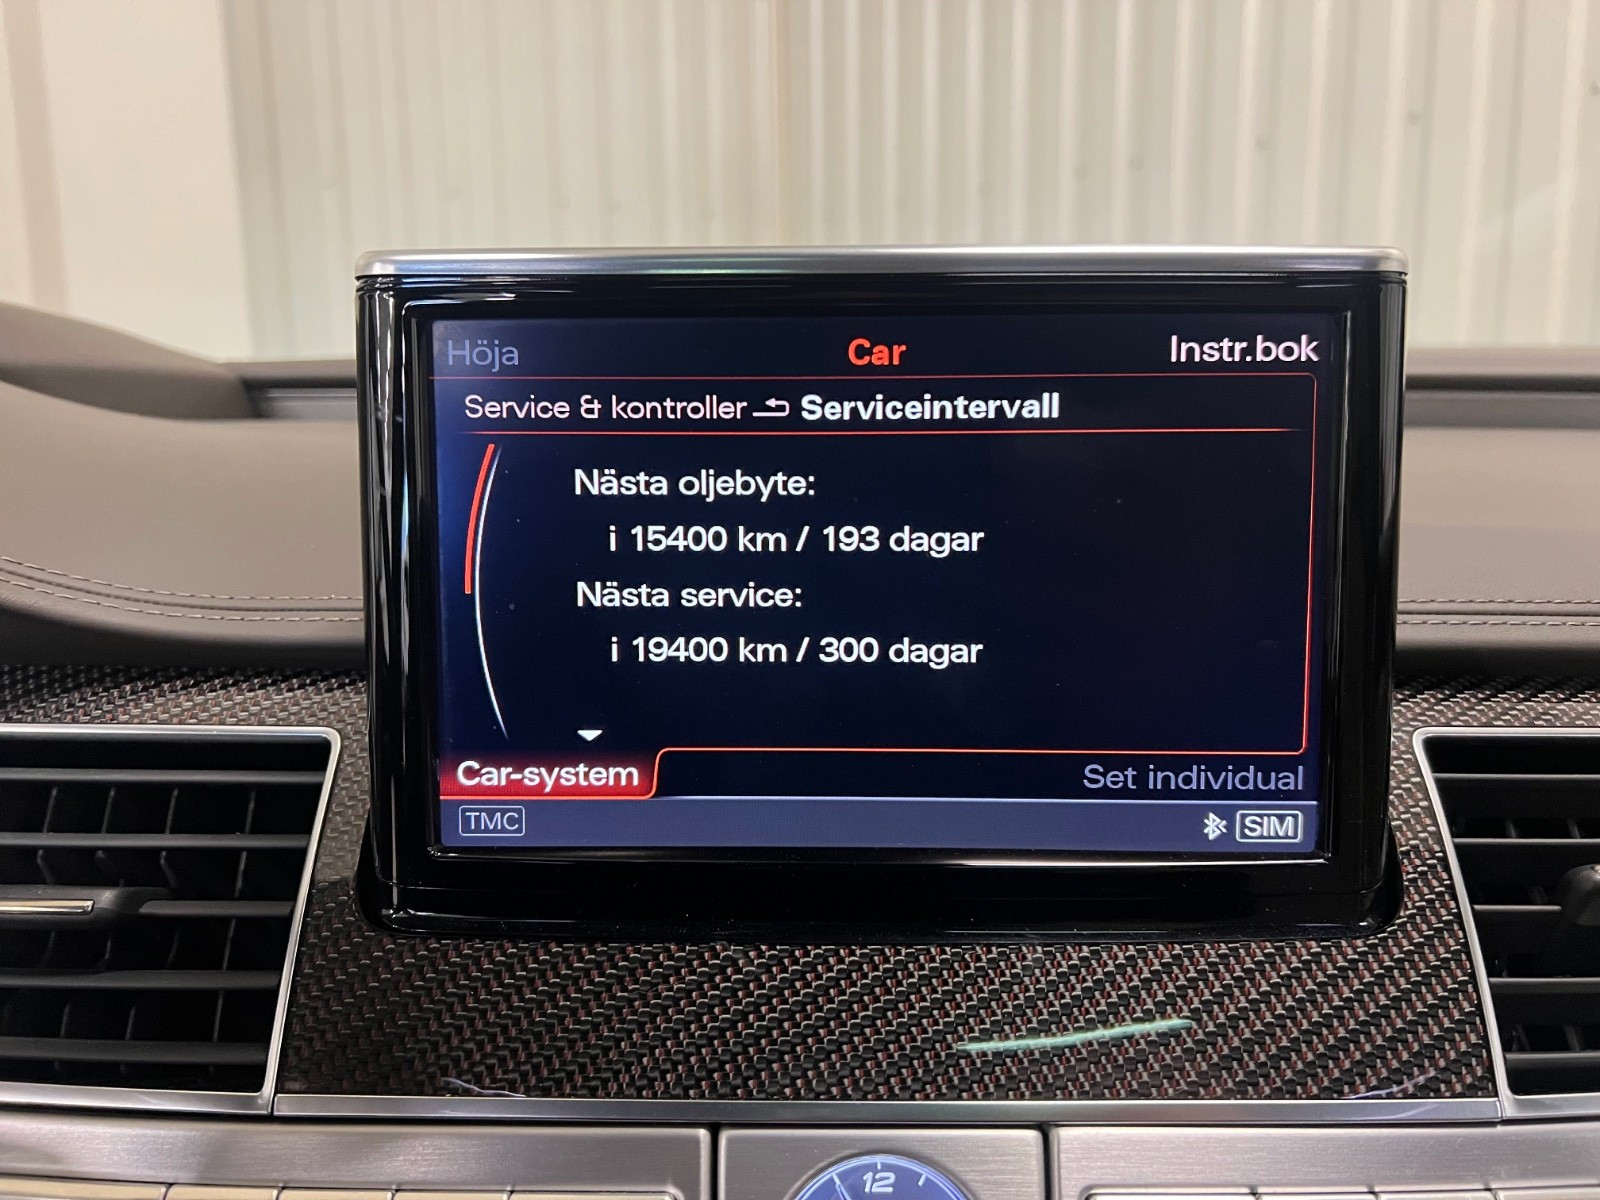 Höja Car Instr.bok
Service & kontroller Serviceintervall
Nästa oljebyte:
i 15400 km / 193 dagar
Nästa service:
i 19400 km / 300 dagar
Car-system Set individual
TMC SIM
12